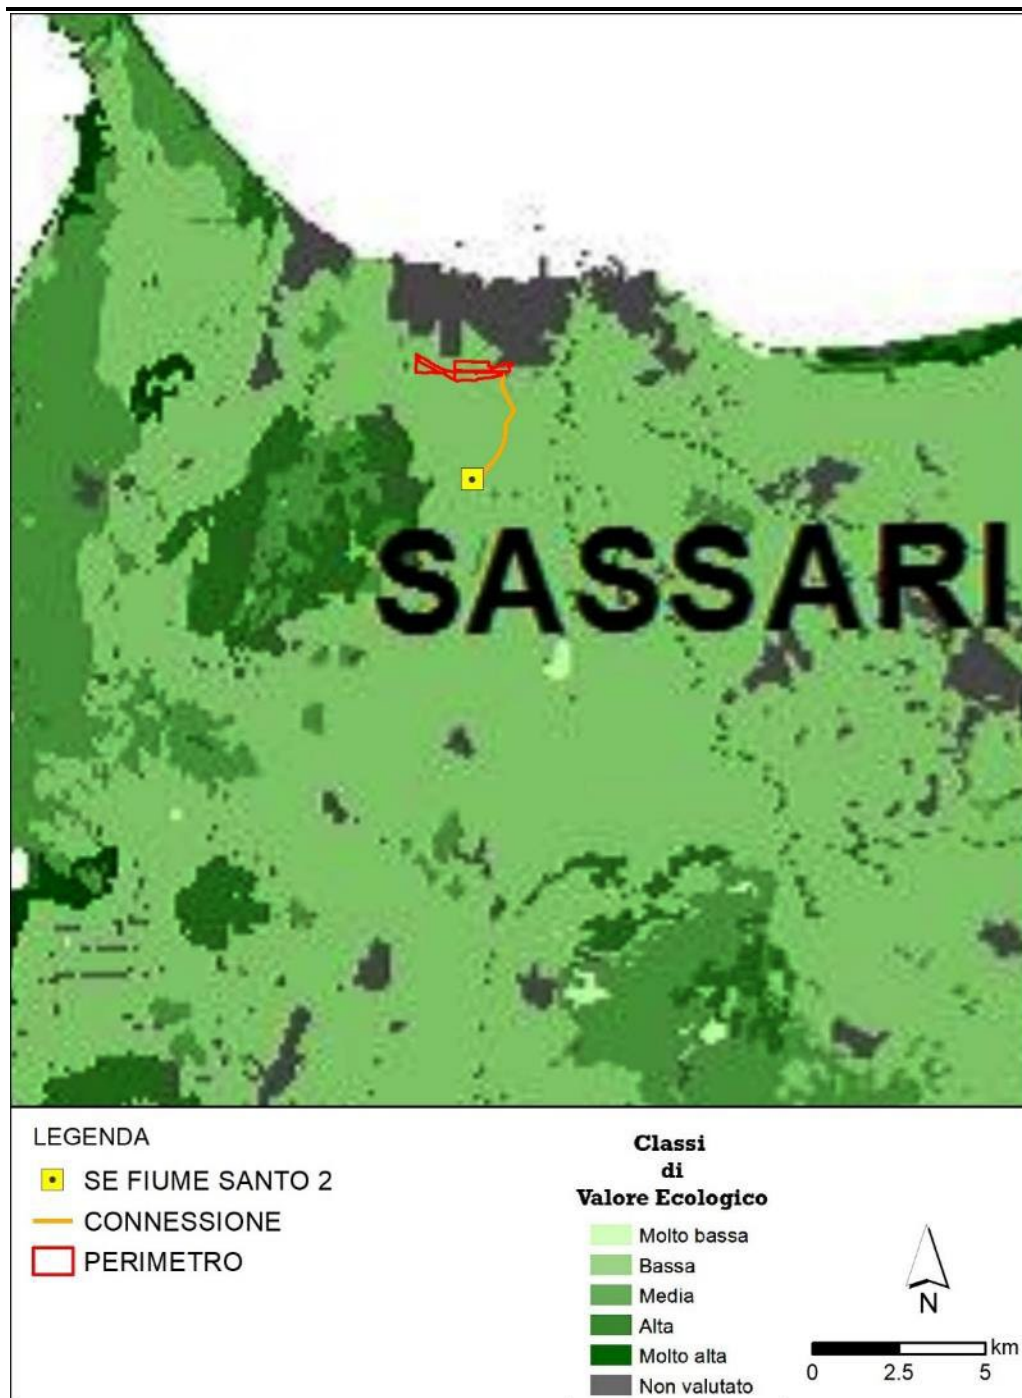 SASSARI
LEGENDA
SE FIUME SANTO 2
CONNESSIONE
PERIMETRO
Classi
di
Valore Ecologico
Molto bassa
Bassa
Media
Alta
Molto alta
Non valutato
N
km
0 2.5 5